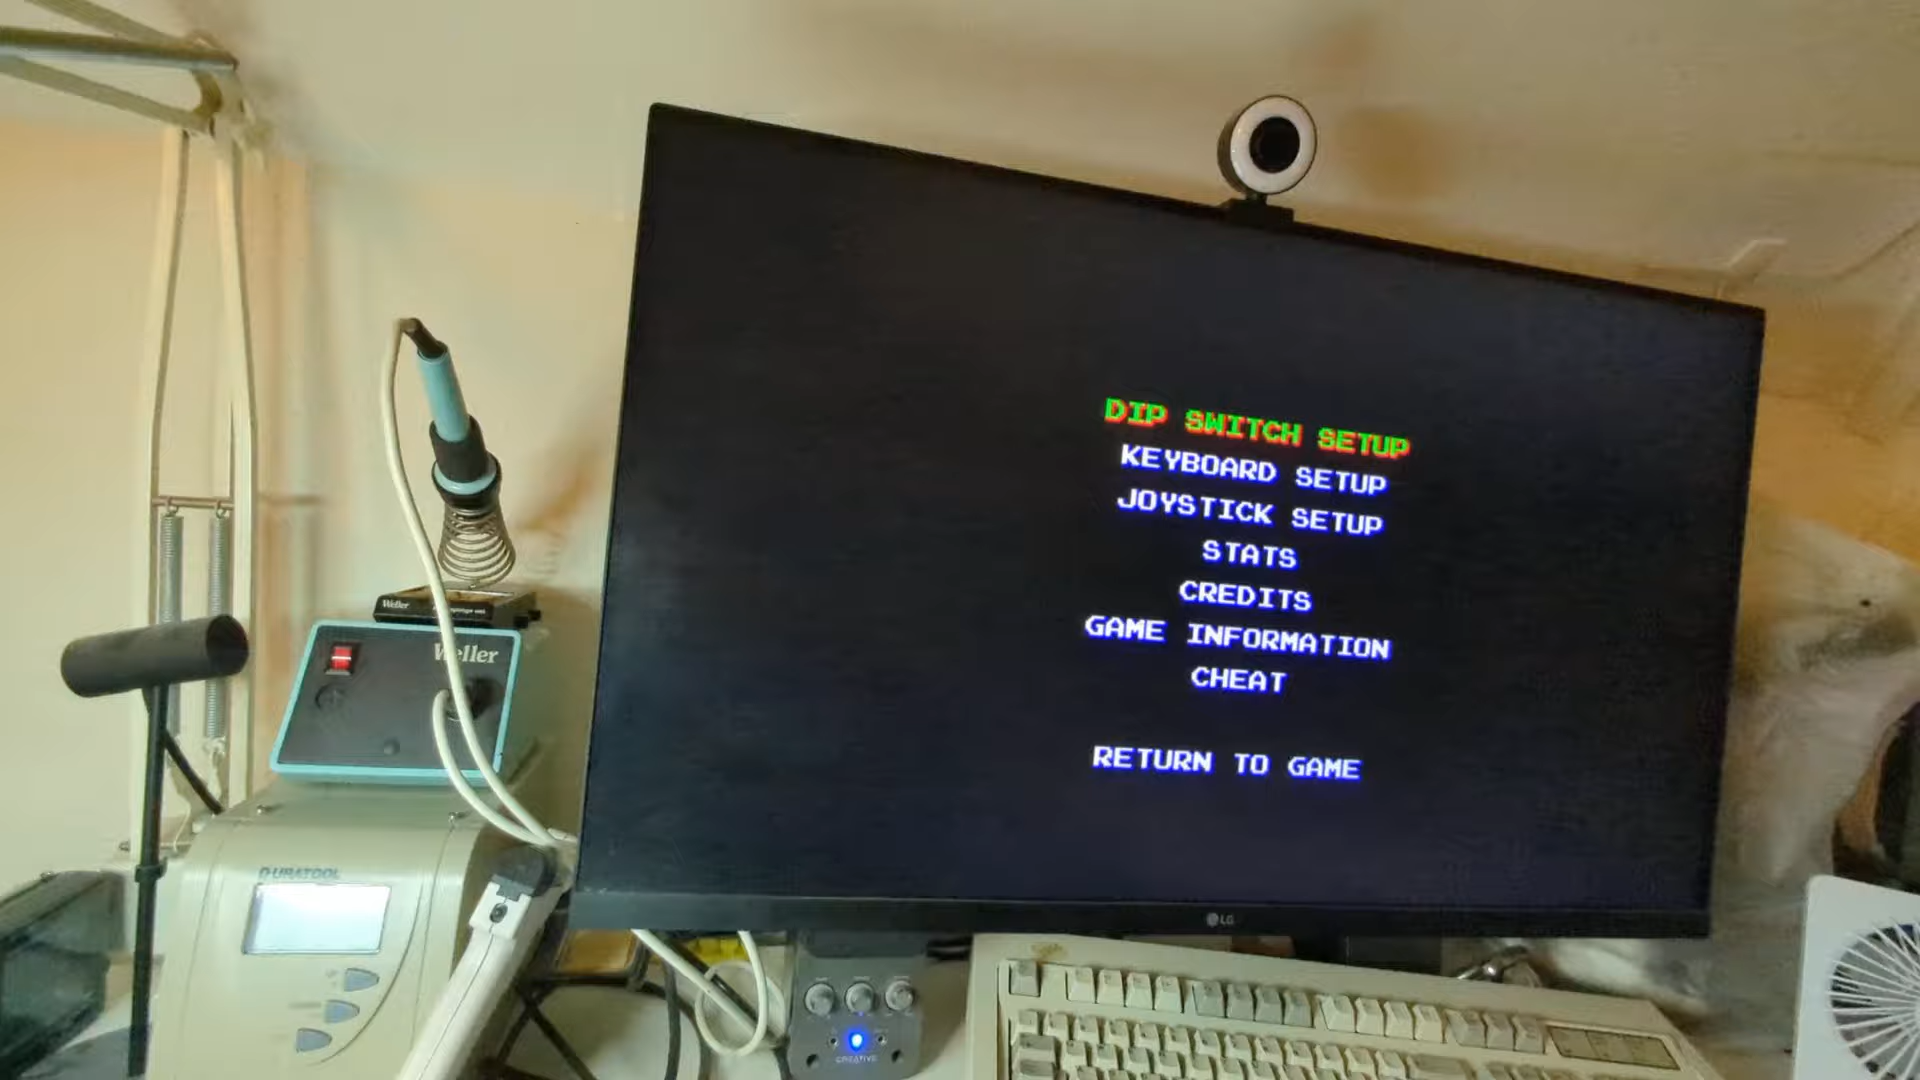 DIP SWITCH SETUP
KEYBOARD SETUP
JOYSTICK SETUP
STATS
CREDITS
GAME INFORMATION
CHEAT
RETURN TO GAME
Weller
Weller
DURATOOL
LG
CREATIVE